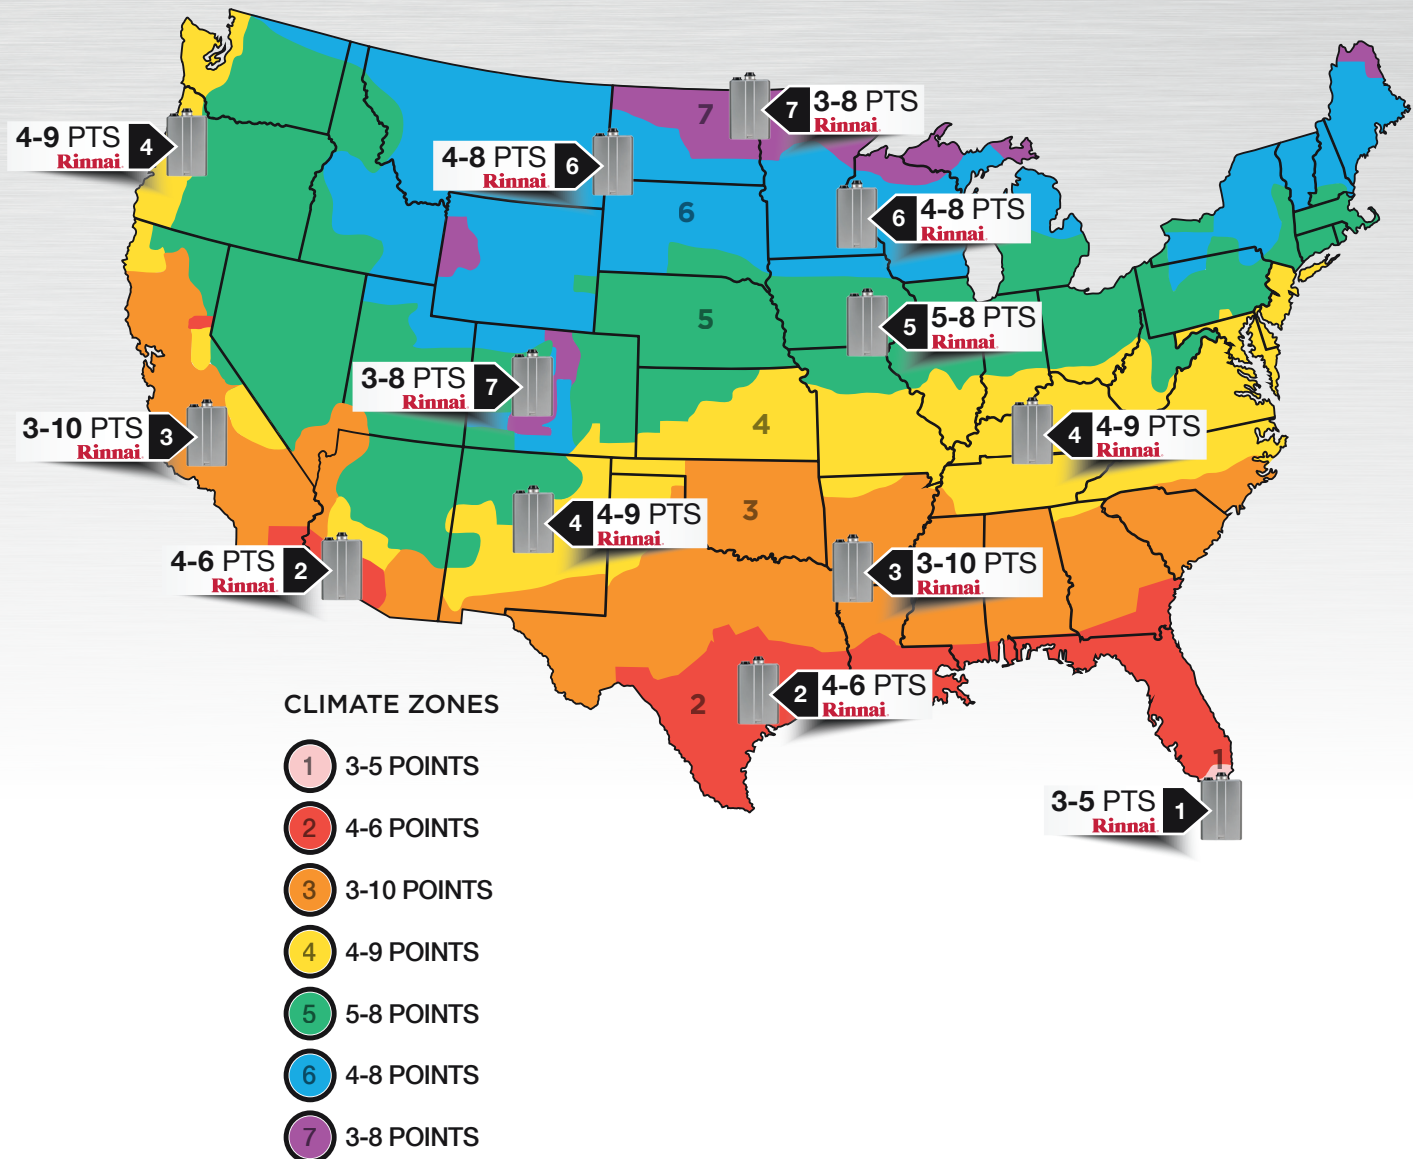 7
7 3-8 PTS
Rinnai
4-9 PTS 4
Rinnai
4-8 PTS 6
Rinnai
6
6 4-8 PTS
Rinnai
5
5 5-8 PTS
Rinnai
3-8 PTS 7
Rinnai
3-10 PTS 3
Rinnai
4
4 4-9 PTS
Rinnai
4 4-9 PTS
Rinnai
3
4-6 PTS 2
Rinnai
3 3-10 PTS
Rinnai
2
2 4-6 PTS
Rinnai
1
3-5 PTS 1
Rinnai
CLIMATE ZONES
1 3-5 POINTS
2 4-6 POINTS
3 3-10 POINTS
4 4-9 POINTS
5 5-8 POINTS
6 4-8 POINTS
7 3-8 POINTS